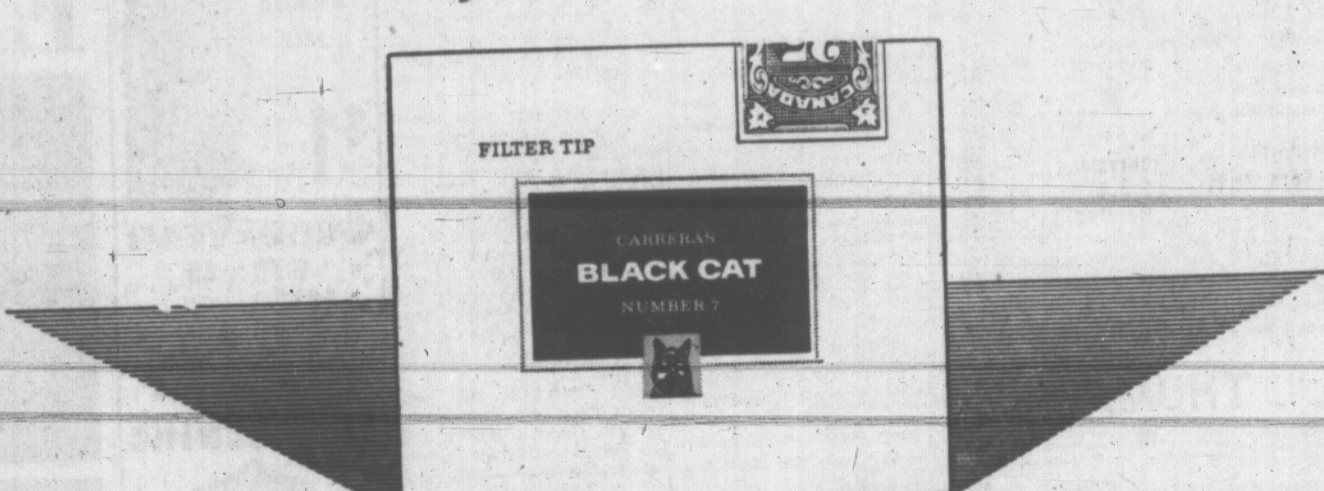 CANADA
FILTER TIP
CARRERAS
BLACK CAT
NUMBER 7